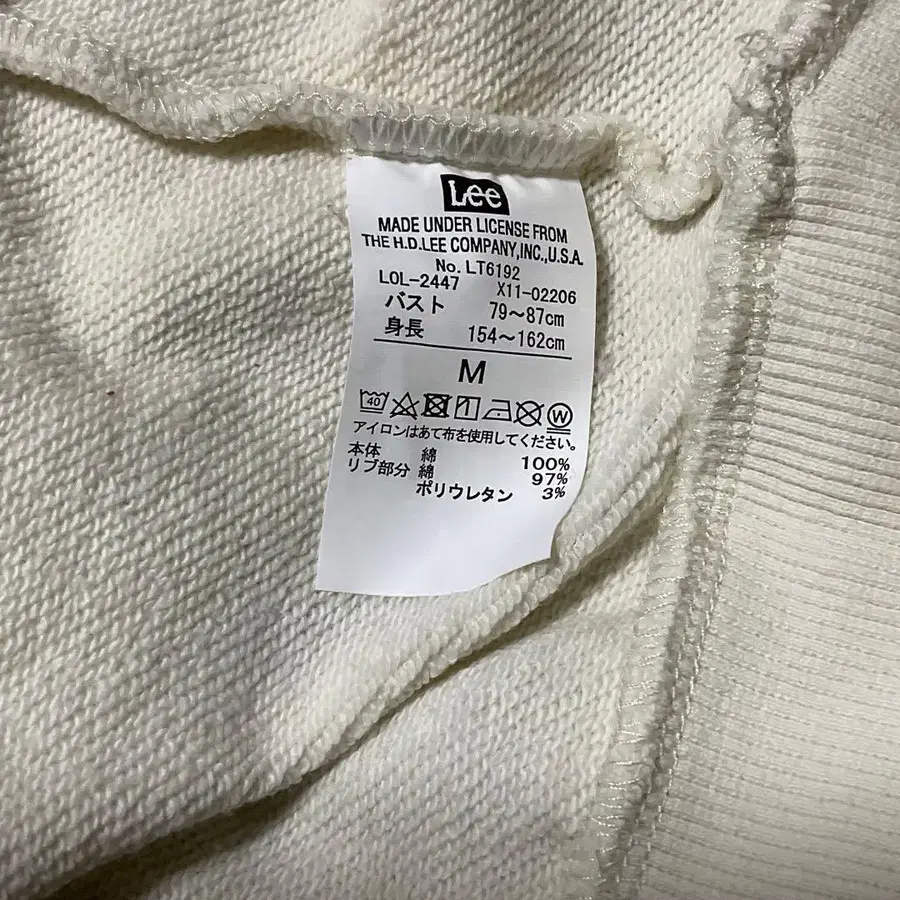 Lee
MADE UNDER LICENSE FROM
THE H.D.LEE COMPANY,INC.,U.S.A.
No. LT6192
LOL-2447 X11-02206
バスト 79～87cm
身長 154～162cm
M
40 W
アイロンはあて布を使用してください。
本体 綿 100%
リブ部分 綿 97%
ポリウレタン 3%